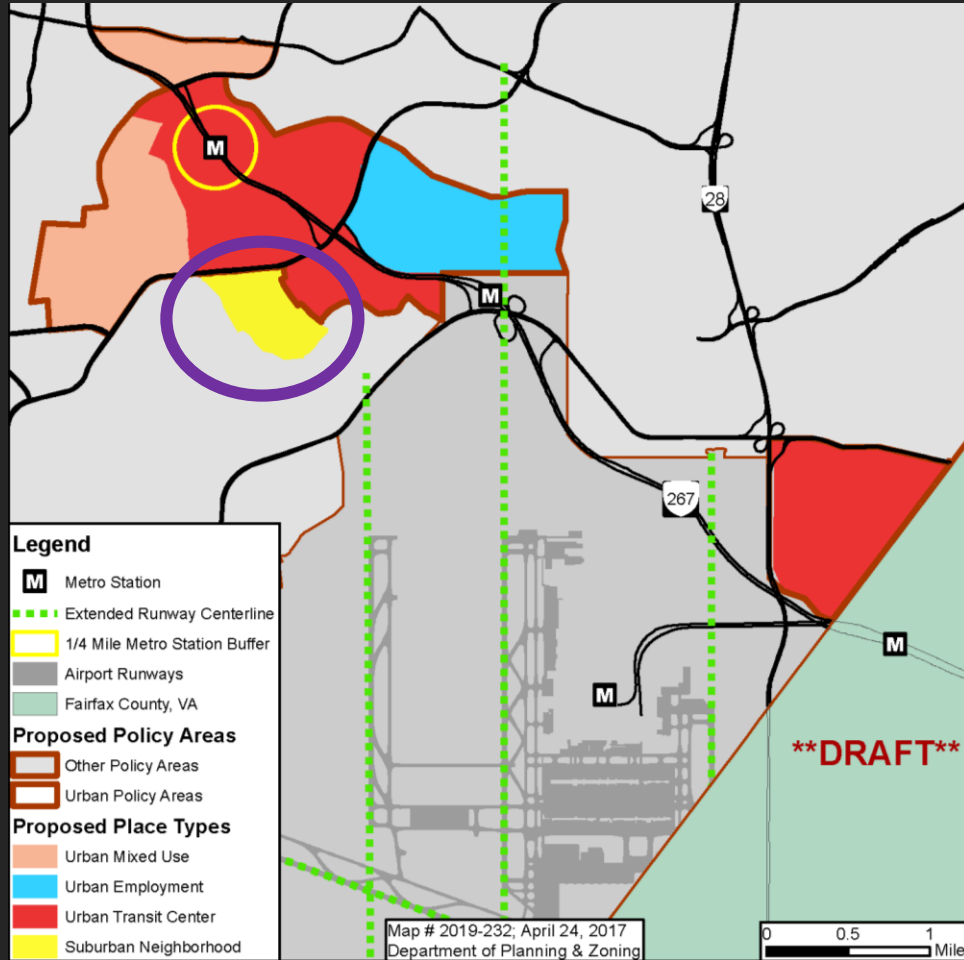 M
28
M
267
M
M
**DRAFT**
Legend
M Metro Station
Extended Runway Centerline
1/4 Mile Metro Station Buffer
Airport Runways
Fairfax County, VA
Proposed Policy Areas
Other Policy Areas
Urban Policy Areas
Proposed Place Types
Urban Mixed Use
Urban Employment
Urban Transit Center
Suburban Neighborhood
Map # 2019-232; April 24, 2017
Department of Planning & Zoning
0 0.5 1
Mile